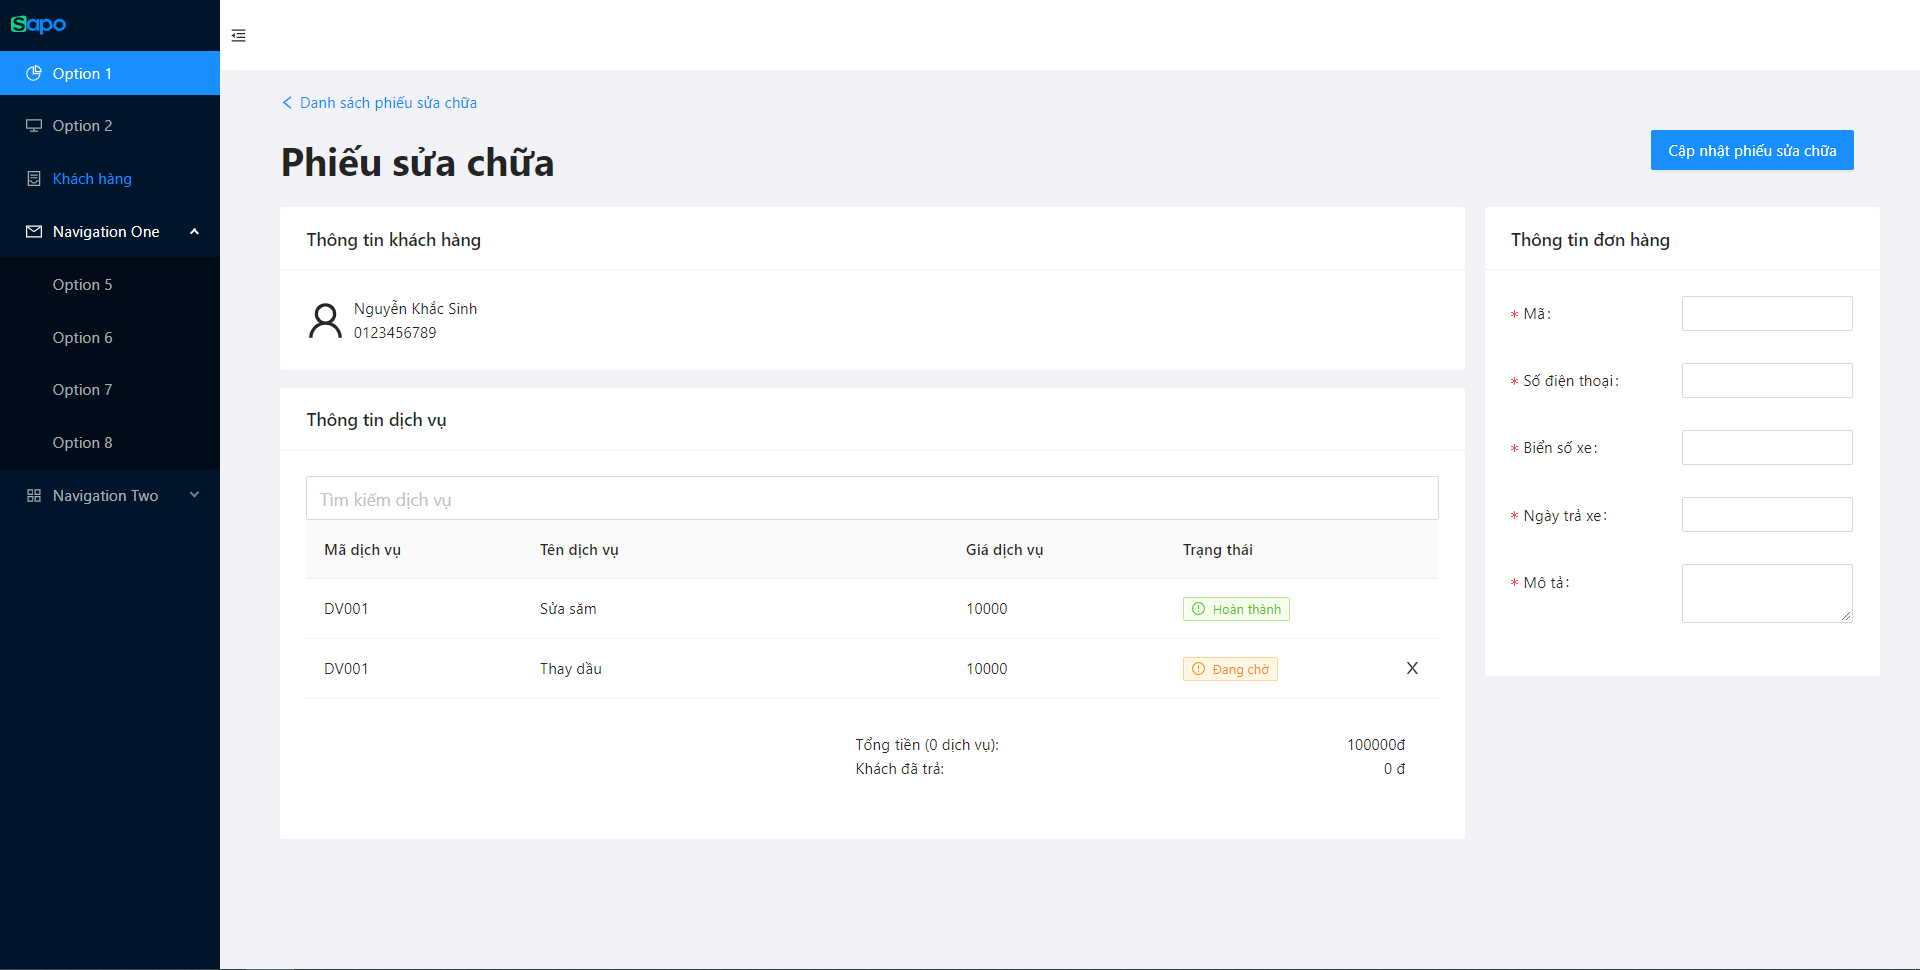 Sapo
Option 1
Option 2
Khách hàng
Navigation One
Option 5
Option 6
Option 7
Option 8
Navigation Two
Danh sách phiếu sửa chữa
Phiếu sửa chữa
Cập nhật phiếu sửa chữa
Thông tin khách hàng
Nguyễn Khắc Sinh
0123456789
Thông tin dịch vụ
Tìm kiếm dịch vụ
Mã dịch vụ Tên dịch vụ Giá dịch vụ Trạng thái
DV001 Sửa săm 10000 Hoàn thành
DV001 Thay dầu 10000 Đang chờ X
Tổng tiền (0 dịch vụ): 100000đ
Khách đã trả: 0 đ
Thông tin đơn hàng
* Mã:
* Số điện thoại:
* Biển số xe:
* Ngày trả xe:
* Mô tả: